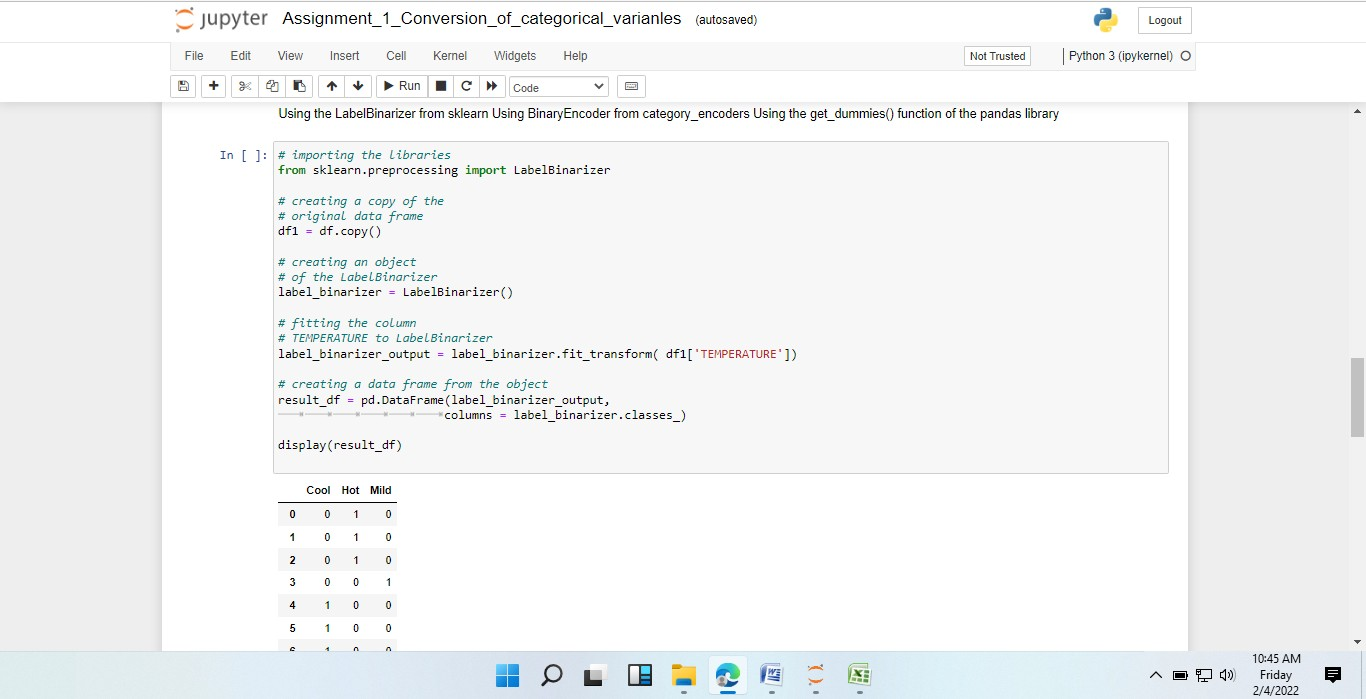 jupyter Assignment_1_Conversion_of_categorical_varianles (autosaved) Logout
File Edit View Insert Cell Kernel Widgets Help Not Trusted Python 3 (ipykernel)
Run Code
Using the LabelBinarizer from sklearn Using BinaryEncoder from category_encoders Using the get_dummies() function of the pandas library
In [ ]: # importing the libraries
from sklearn.preprocessing import LabelBinarizer
# creating a copy of the
# original data frame
df1 = df.copy()
# creating an object
# of the LabelBinarizer
label_binarizer = LabelBinarizer()
# fitting the column
# TEMPERATURE to LabelBinarizer
label_binarizer_output = label_binarizer.fit_transform( df1['TEMPERATURE'])
# creating a data frame from the object
result_df = pd.DataFrame(label_binarizer_output,
columns = label_binarizer.classes_)
display(result_df)
Cool Hot Mild
0 0 1 0
1 0 1 0
2 0 1 0
3 0 0 1
4 1 0 0
5 1 0 0
6 1 0 0
10:45 AM
Friday
2/4/2022